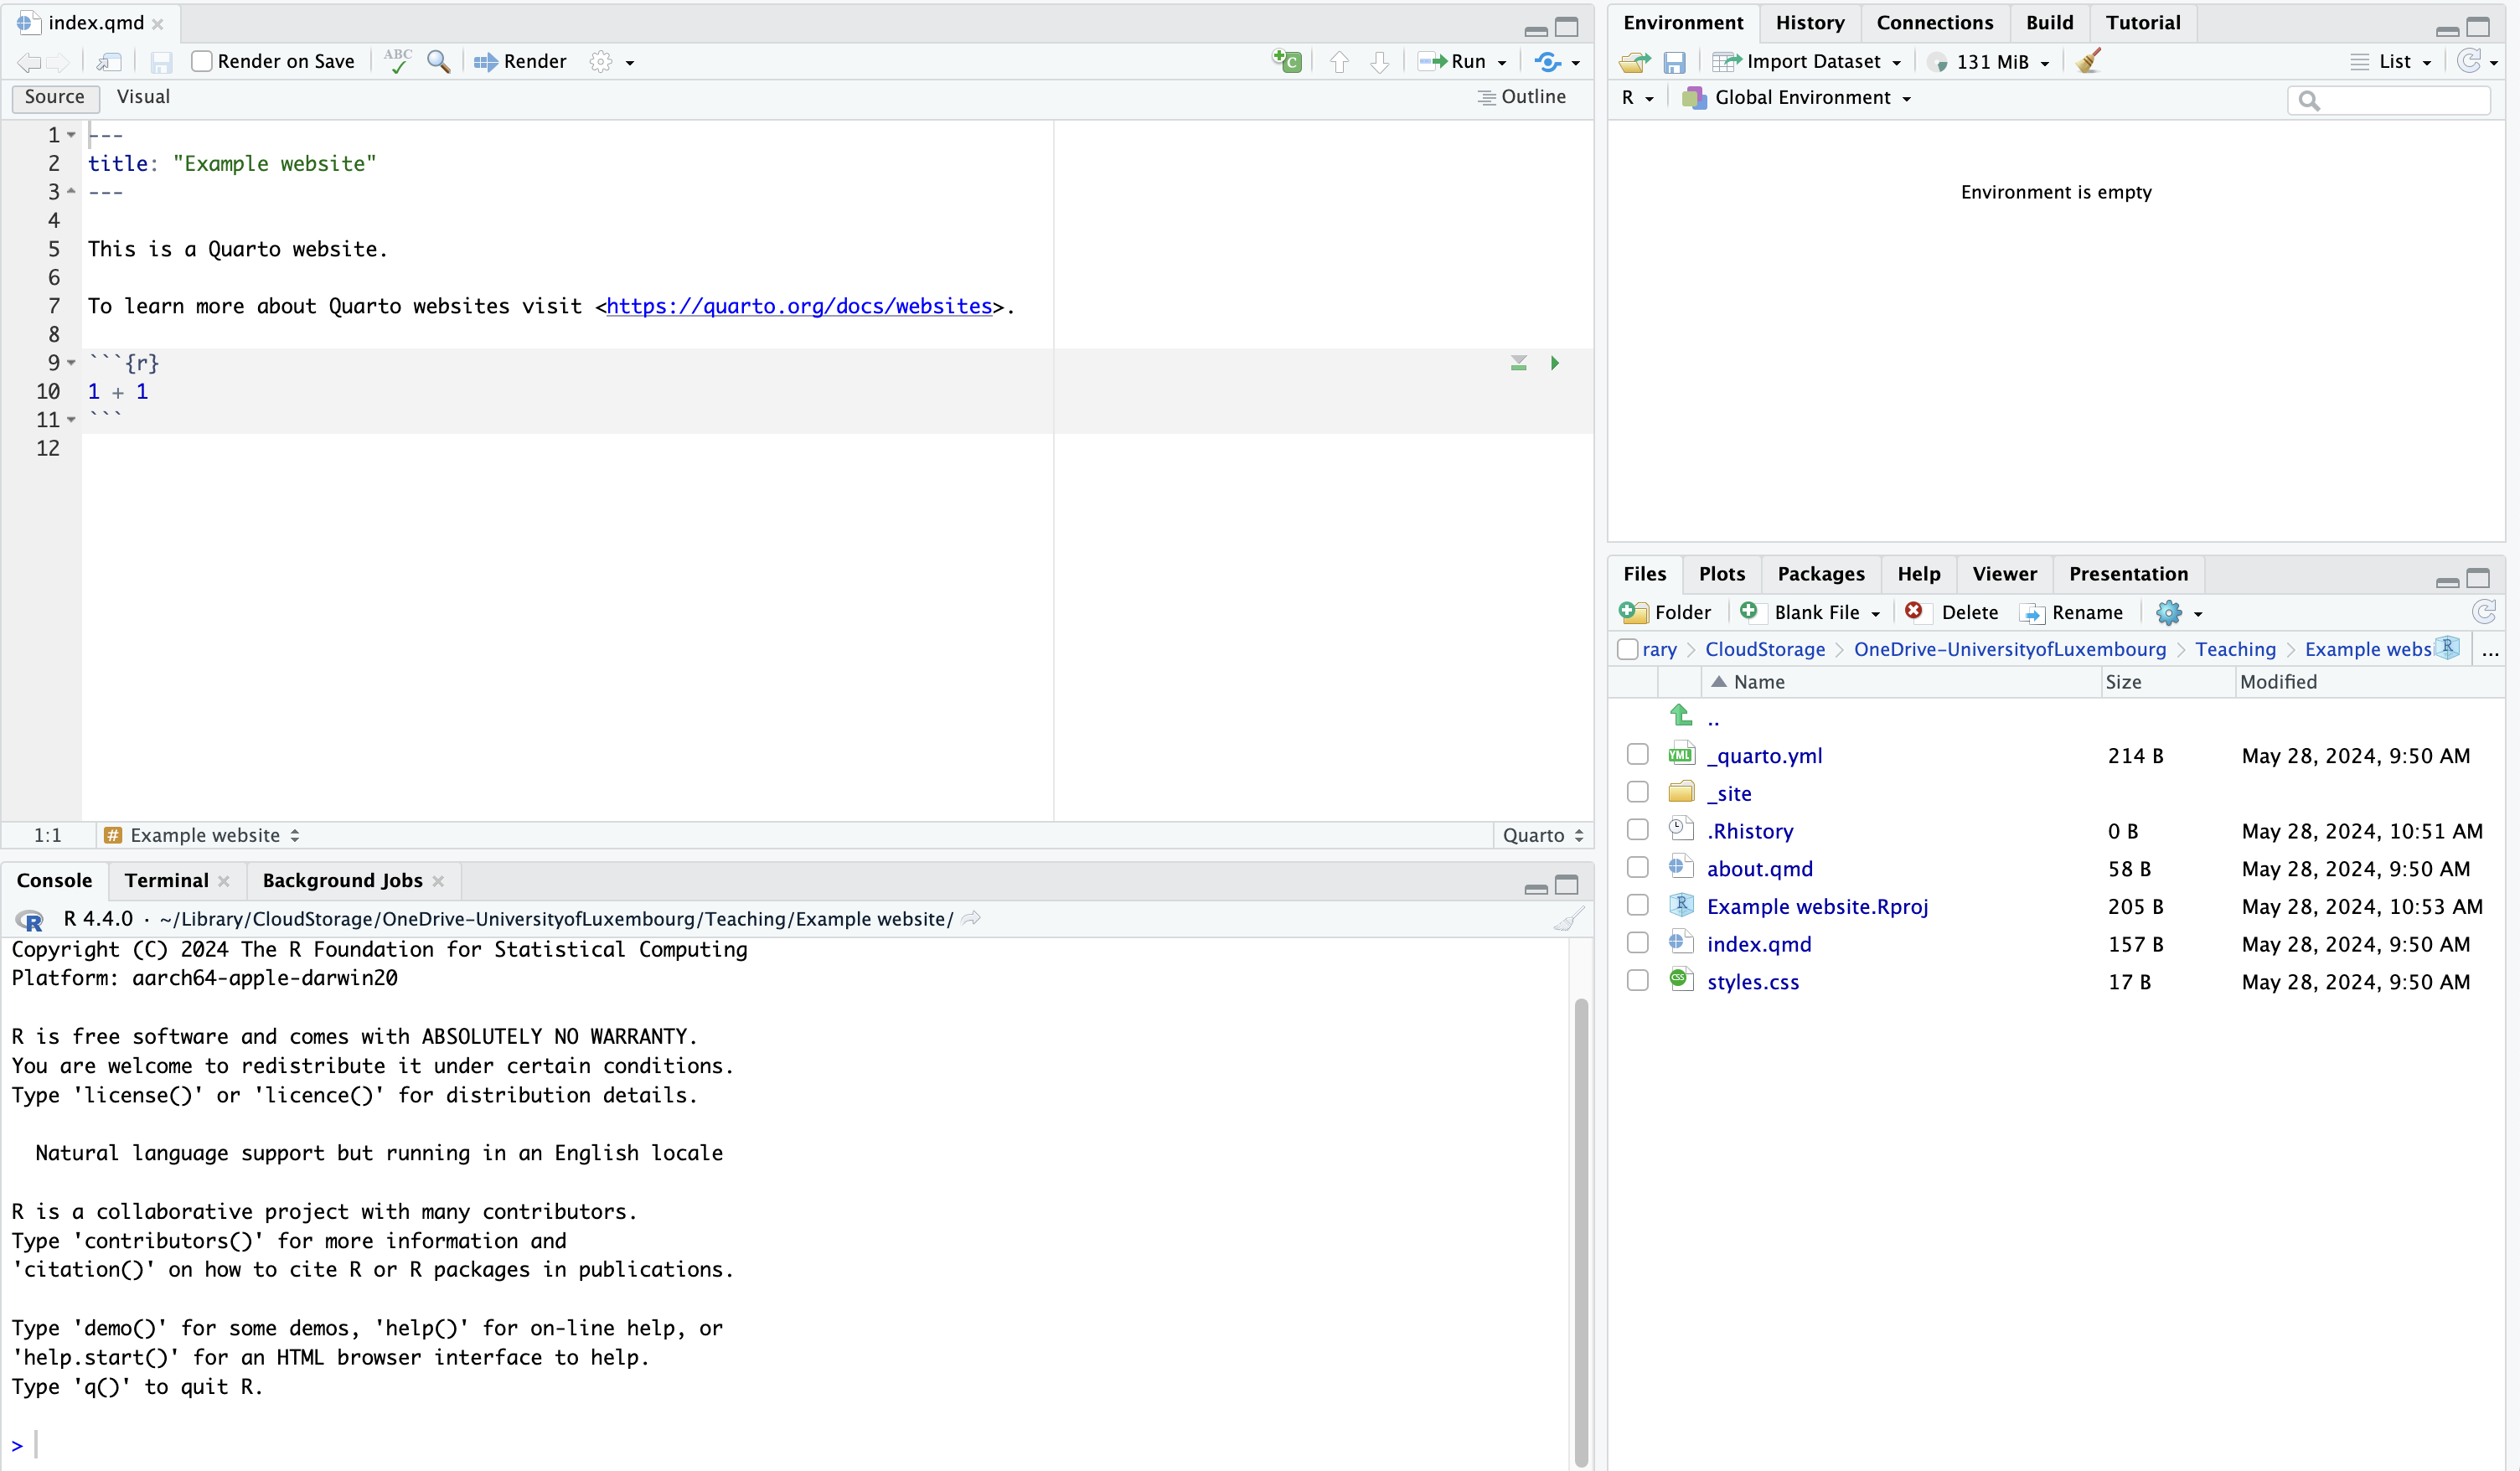 index.qmd
Render on Save
ABC
Render
Run
Source
Visual
Outline
1
---
2
title: "Example website"
3
---
4
5
This is a Quarto website.
6
7
To learn more about Quarto websites visit <https://quarto.org/docs/websites>.
8
9
```{r}
10
1 + 1
11
```
12
1:1
# Example website
Quarto
Console
Terminal
Background Jobs
R 4.4.0 · ~/Library/CloudStorage/OneDrive-UniversityofLuxembourg/Teaching/Example website/
Copyright (C) 2024 The R Foundation for Statistical Computing
Platform: aarch64-apple-darwin20
R is free software and comes with ABSOLUTELY NO WARRANTY.
You are welcome to redistribute it under certain conditions.
Type 'license()' or 'licence()' for distribution details.
Natural language support but running in an English locale
R is a collaborative project with many contributors.
Type 'contributors()' for more information and
'citation()' on how to cite R or R packages in publications.
Type 'demo()' for some demos, 'help()' for on-line help, or
'help.start()' for an HTML browser interface to help.
Type 'q()' to quit R.
>
Environment
History
Connections
Build
Tutorial
Import Dataset
131 MiB
List
R
Global Environment
Environment is empty
Files
Plots
Packages
Help
Viewer
Presentation
Folder
Blank File
Delete
Rename
rary > CloudStorage > OneDrive-UniversityofLuxembourg > Teaching > Example webs
...
Name Size Modified
..
_quarto.yml 214 B May 28, 2024, 9:50 AM
_site
.Rhistory 0 B May 28, 2024, 10:51 AM
about.qmd 58 B May 28, 2024, 9:50 AM
Example website.Rproj 205 B May 28, 2024, 10:53 AM
index.qmd 157 B May 28, 2024, 9:50 AM
styles.css 17 B May 28, 2024, 9:50 AM